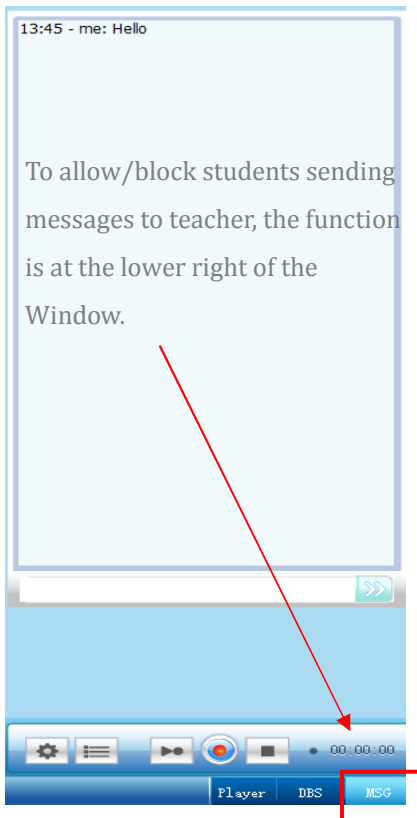 13:45 - me: Hello
To allow/block students sending
messages to teacher, the function
is at the lower right of the
Window.
00:00:00
Player DBS MSG